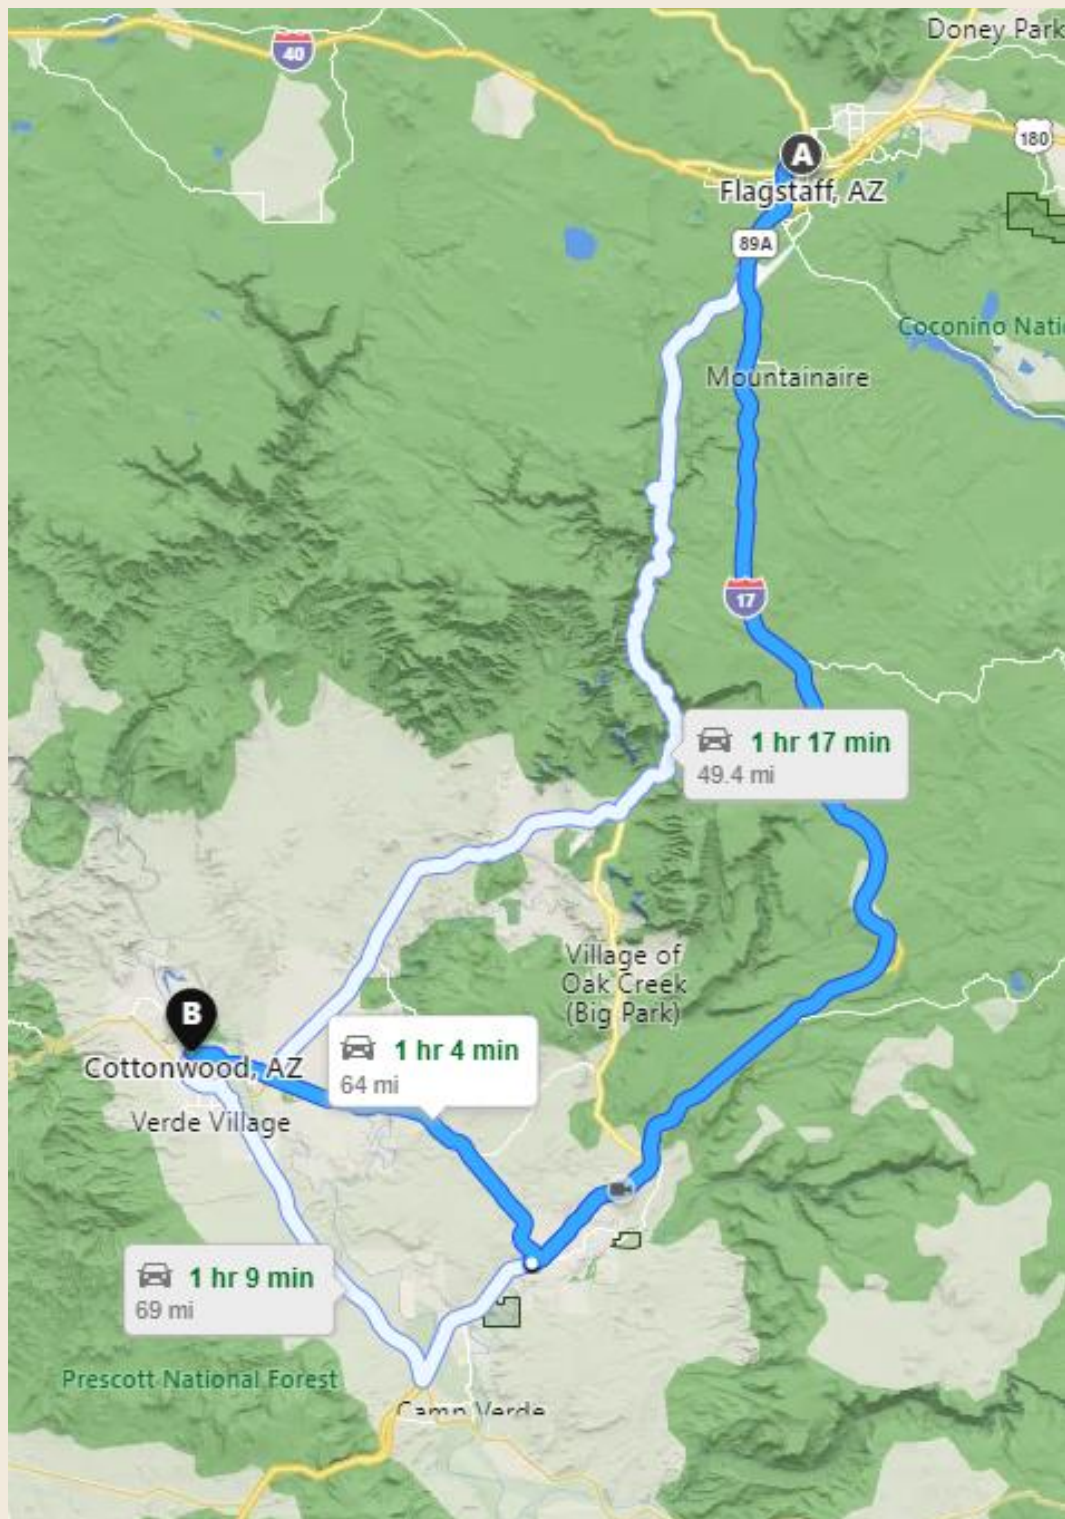 Doney Park
40
180
A
Flagstaff, AZ
89A
Coconino Nati
Mountainaire
17
1 hr 17 min
49.4 mi
Village of
Oak Creek
(Big Park)
B
1 hr 4 min
64 mi
Cottonwood, AZ
Verde Village
1 hr 9 min
69 mi
Prescott National Forest
Camp Verde